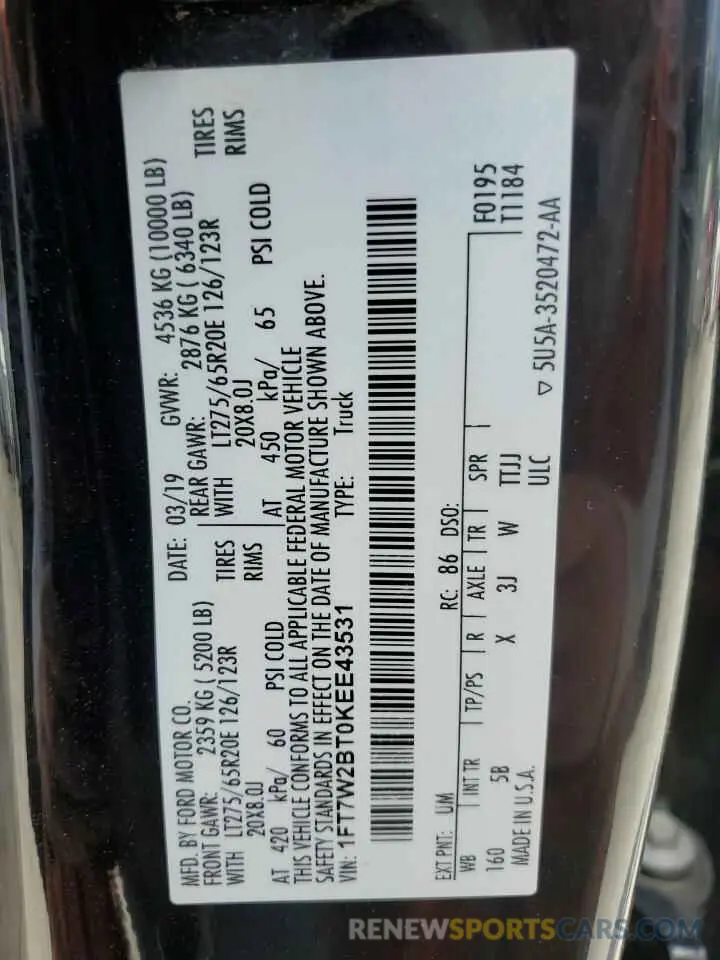 MFD. BY FORD MOTOR CO.
DATE: 03/19 GVWR: 4536 KG (10000 LB)
FRONT GAWR: 2359 KG ( 5200 LB)
REAR GAWR: 2876 KG ( 6340 LB)
WITH LT275/65R20E 126/123R TIRES
WITH LT275/65R20E 126/123R TIRES
20X8.0J RIMS
20X8.0J RIMS
AT 420 kPa/ 60 PSI COLD
AT 450 kPa/ 65 PSI COLD
THIS VEHICLE CONFORMS TO ALL APPLICABLE FEDERAL MOTOR VEHICLE
SAFETY STANDARDS IN EFFECT ON THE DATE OF MANUFACTURE SHOWN ABOVE.
VIN: 1FT7W2BT0KEE43531
TYPE: Truck
EXT PNT: UM RC: 86 DSO: F0195
WB INT TR TP/PS R AXLE TR SPR T1184
160 5B X 3J W TTJJ
MADE IN U.S.A. ULC
▽ 5U5A-3520472-AA
RENEWSPORTSCARS.COM